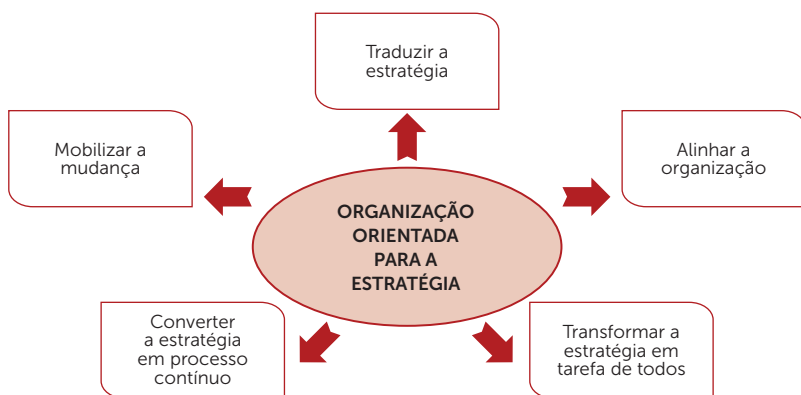 Traduzir a
estratégia
Mobilizar a
mudança
Alinhar a
organização
ORGANIZAÇÃO
ORIENTADA
PARA A
ESTRATÉGIA
Converter
a estratégia
em processo
contínuo
Transformar a
estratégia em
tarefa de todos